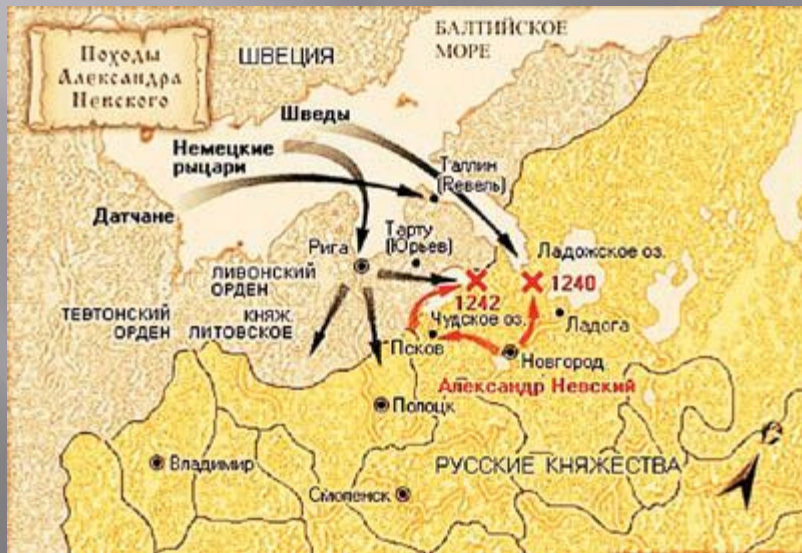 Походы
Александра
Невского
ШВЕЦИЯ
БАЛТИЙСКОЕ
МОРЕ
Шведы
Немецкие
рыцари
Датчане
Таллин
(Ревель)
Тарту
(Юрьев)
Рига
Ладожское оз.
ЛИВОНСКИЙ
ОРДЕН
1242
1240
ТЕВТОНСКИЙ
ОРДЕН
КНЯЖ.
ЛИТОВСКОЕ
Чудское оз.
Ладога
Псков
Новгород
Александр Невский
Полоцк
Владимир
РУССКИЕ КНЯЖЕСТВА
Смоленск
С